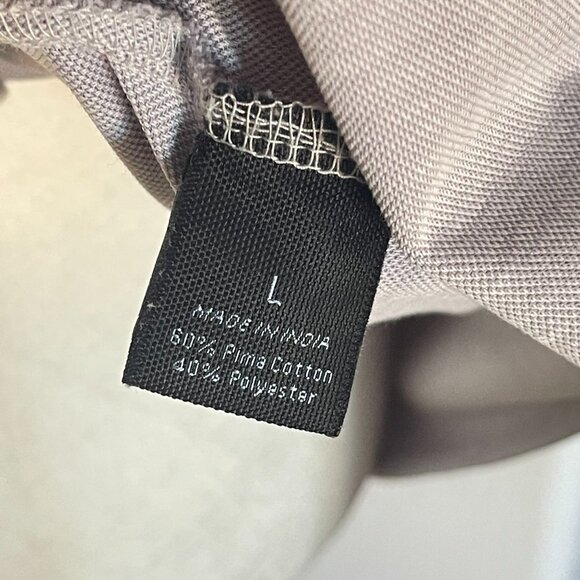 L
MADE IN INDIA
60% Pima Cotton
40% Polyester